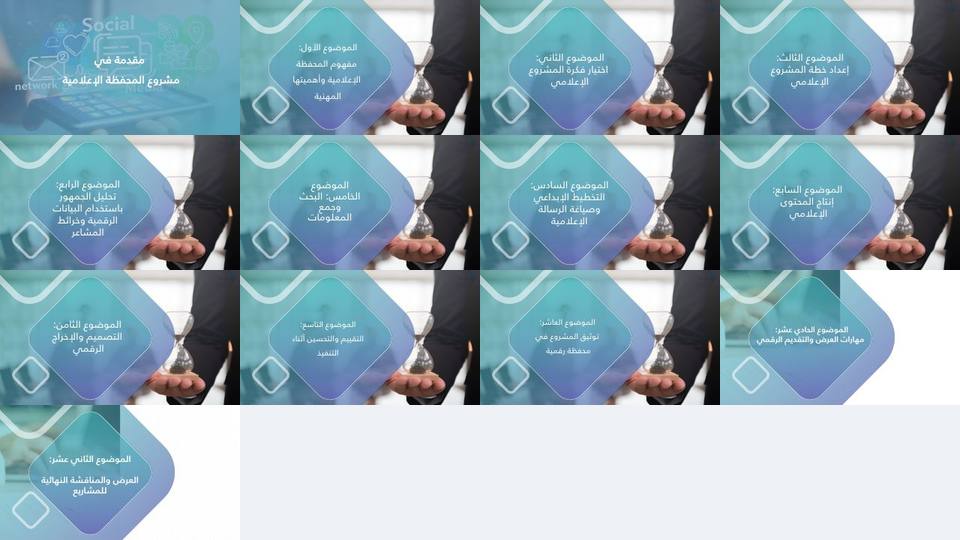 Social
network
مقدمة في
مشروع المحفظة الإعلامية
الموضوع الأول:
مفهوم المحفظة
الإعلامية وأهميتها
المهنية
الموضوع الثاني:
اختيار فكرة المشروع
الإعلامي
الموضوع الثالث:
إعداد خطة المشروع
الإعلامي
الموضوع الرابع:
تحليل الجمهور
باستخدام البيانات
الرقمية وخرائط
المشاعر
الموضوع
الخامس: البحث
وجمع
المعلومات
الموضوع السادس:
التخطيط الإبداعي
وصياغة الرسالة
الإعلامية
الموضوع السابع:
إنتاج المحتوى
الإعلامي
الموضوع الثامن:
التصميم والإخراج
الرقمي
الموضوع التاسع:
التقييم والتحسين أثناء
التنفيذ
الموضوع العاشر:
توثيق المشروع في
محفظة رقمية
الموضوع الحادي عشر:
مهارات العرض والتقديم الرقمي
الموضوع الثاني عشر:
العرض والمناقشة النهائية
للمشاريع